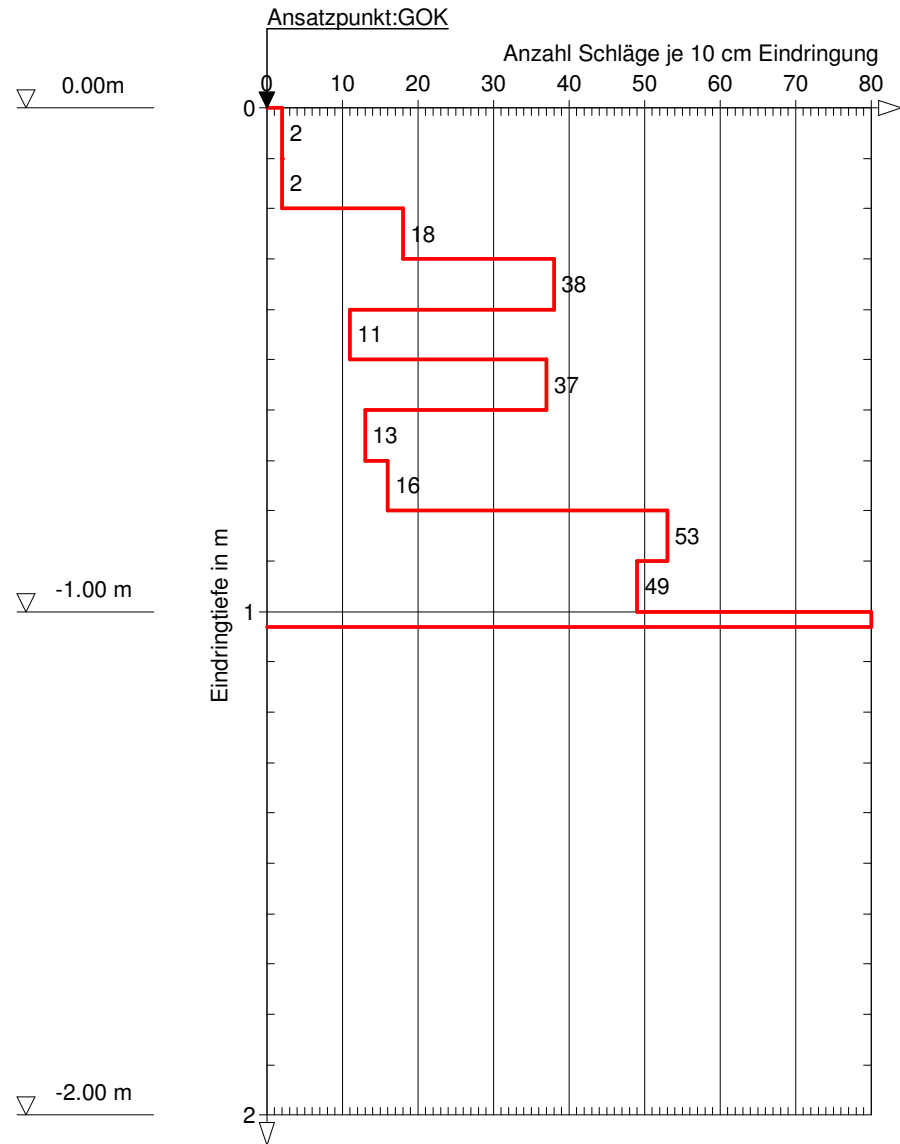 Ansatzpunkt:GOK
Anzahl Schläge je 10 cm Eindringung
0.00m
0 10 20 30 40 50 60 70 80
0
2
2
18
38
11
37
13
16
53
49
Eindringtiefe in m
-1.00 m
1
-2.00 m
2